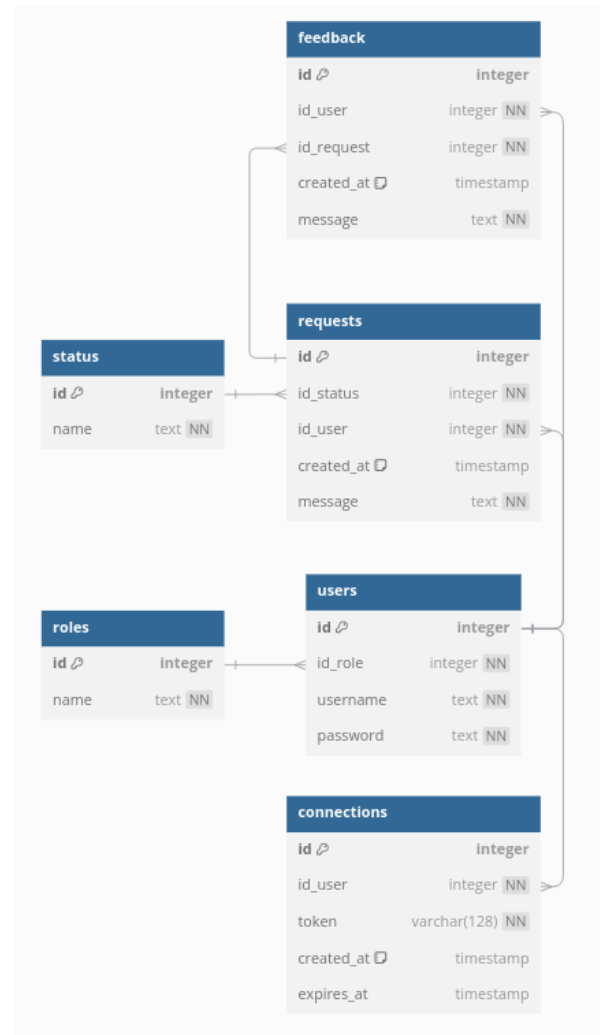 feedback
id integer
id_user integer NN
id_request integer NN
created_at timestamp
message text NN
requests
id integer
id_status integer NN
id_user integer NN
created_at timestamp
message text NN
status
id integer
name text NN
users
id integer
id_role integer NN
username text NN
password text NN
roles
id integer
name text NN
connections
id integer
id_user integer NN
token varchar(128) NN
created_at timestamp
expires_at timestamp